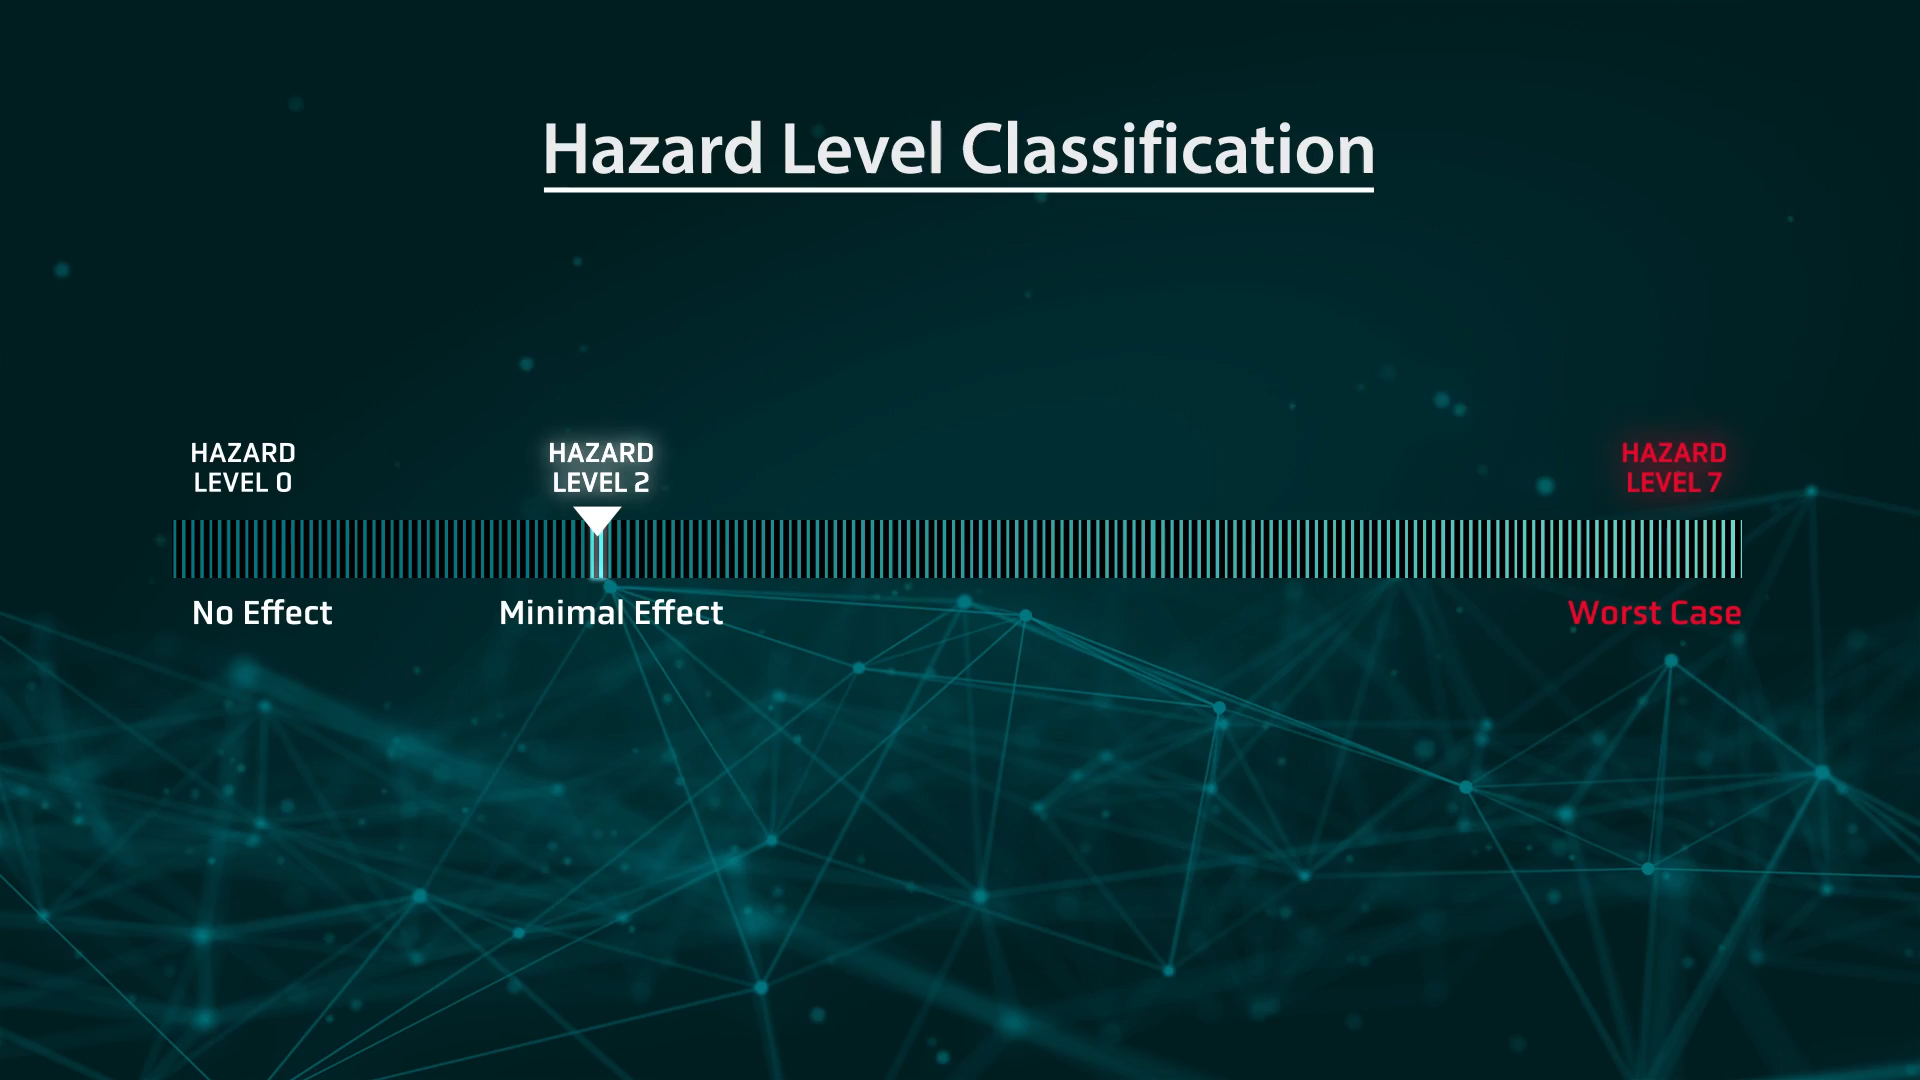 Hazard Level Classification
HAZARD
LEVEL 0
HAZARD
LEVEL 2
HAZARD
LEVEL 7
No Effect
Minimal Effect
Worst Case